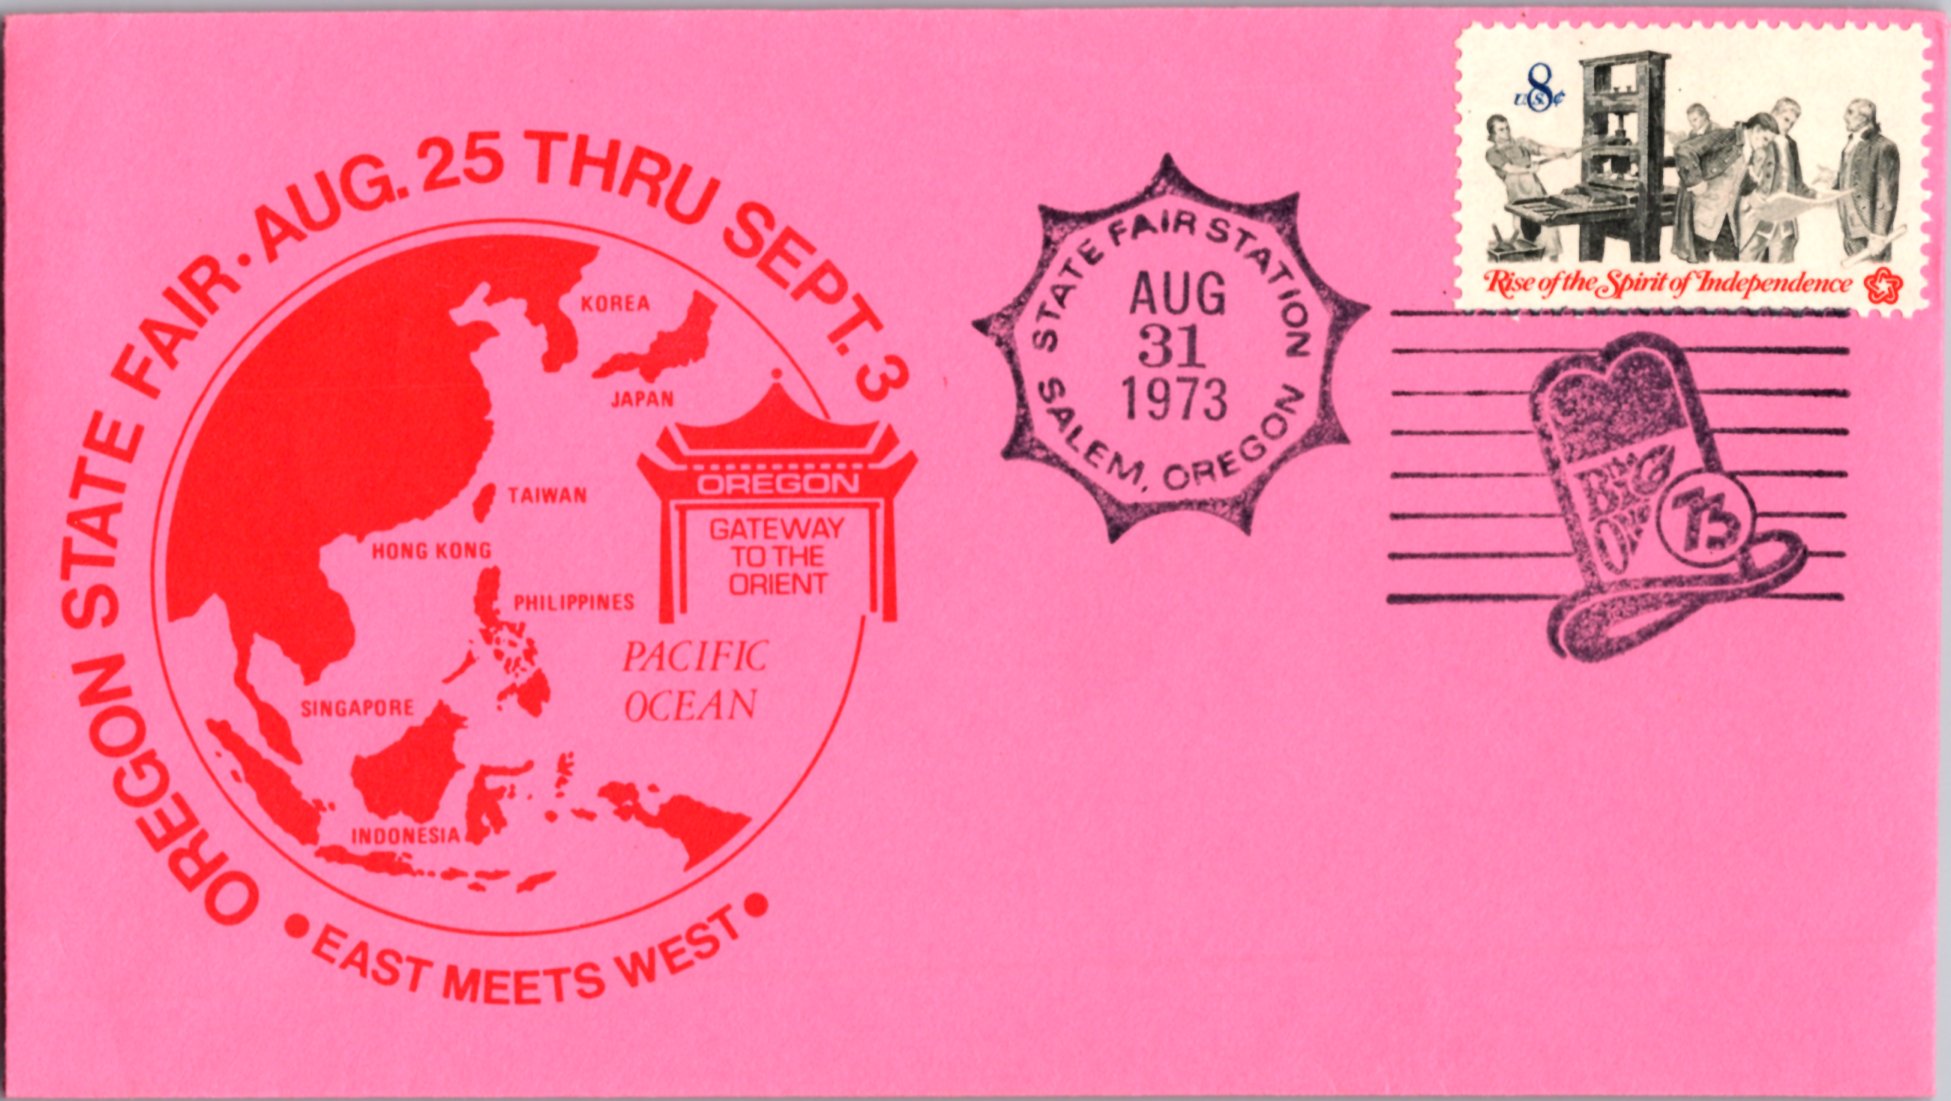 OREGON STATE FAIR · AUG. 25 THRU SEPT. 3
KOREA
JAPAN
TAIWAN
HONG KONG
PHILIPPINES
SINGAPORE
INDONESIA
OREGON
GATEWAY
TO THE
ORIENT
PACIFIC
OCEAN
• EAST MEETS WEST •
STATE FAIR STATION
AUG
31
1973
SALEM, OREGON
8
U.S. ¢
Rise of the Spirit of Independence
THE
BIG
ONE
73